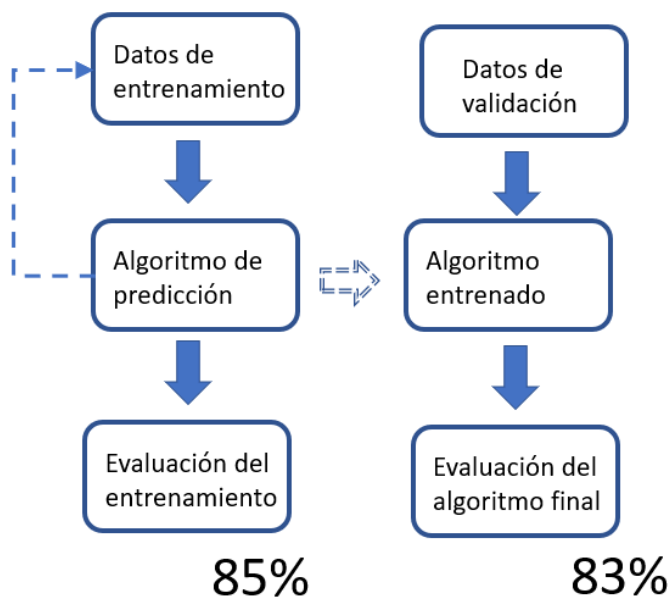 Datos de
entrenamiento
Algoritmo de
predicción
Evaluación del
entrenamiento
85%
Datos de
validación
Algoritmo
entrenado
Evaluación del
algoritmo final
83%